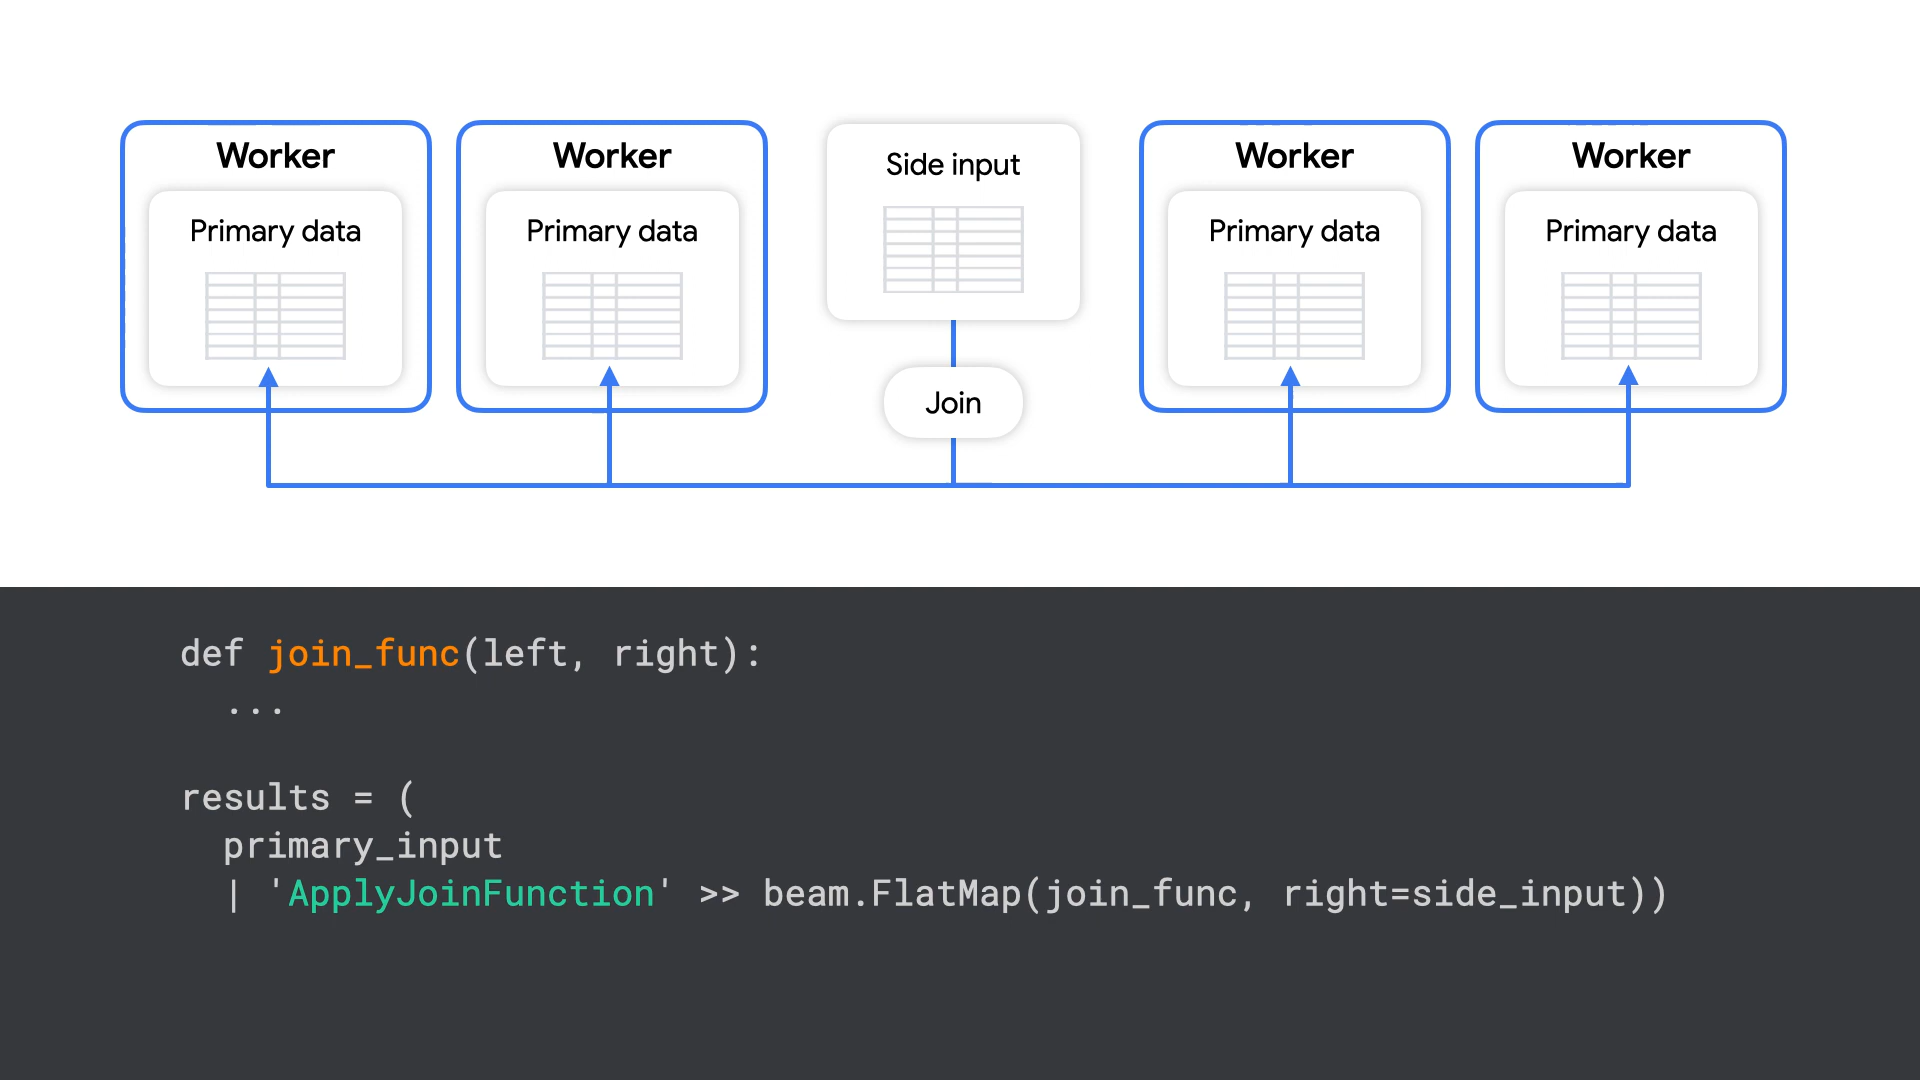 Worker
Primary data
Worker
Primary data
Side input
Join
Worker
Primary data
Worker
Primary data
def join_func(left, right):
...
results = (
primary_input
| 'ApplyJoinFunction' >> beam.FlatMap(join_func, right=side_input))